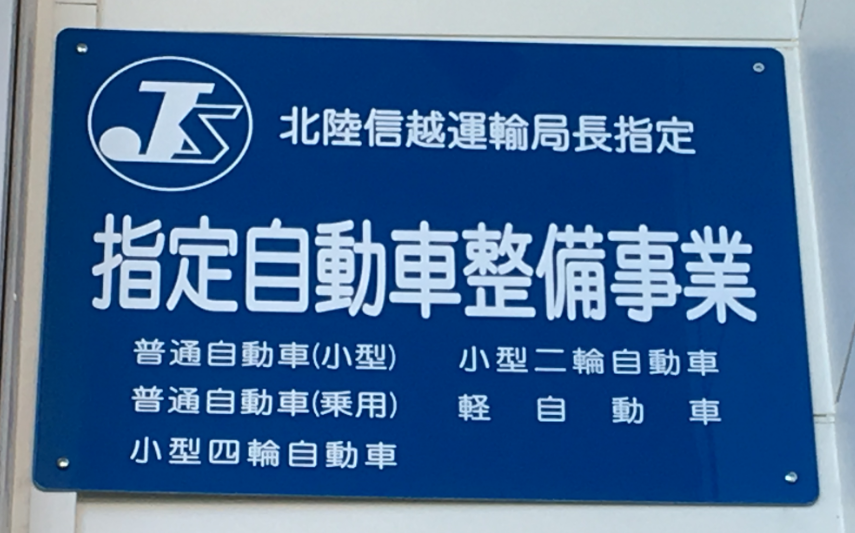 JS
北陸信越運輸局長指定
指定自動車整備事業
普通自動車(小型)
普通自動車(乗用)
小型四輪自動車
小型二輪自動車
軽自動車